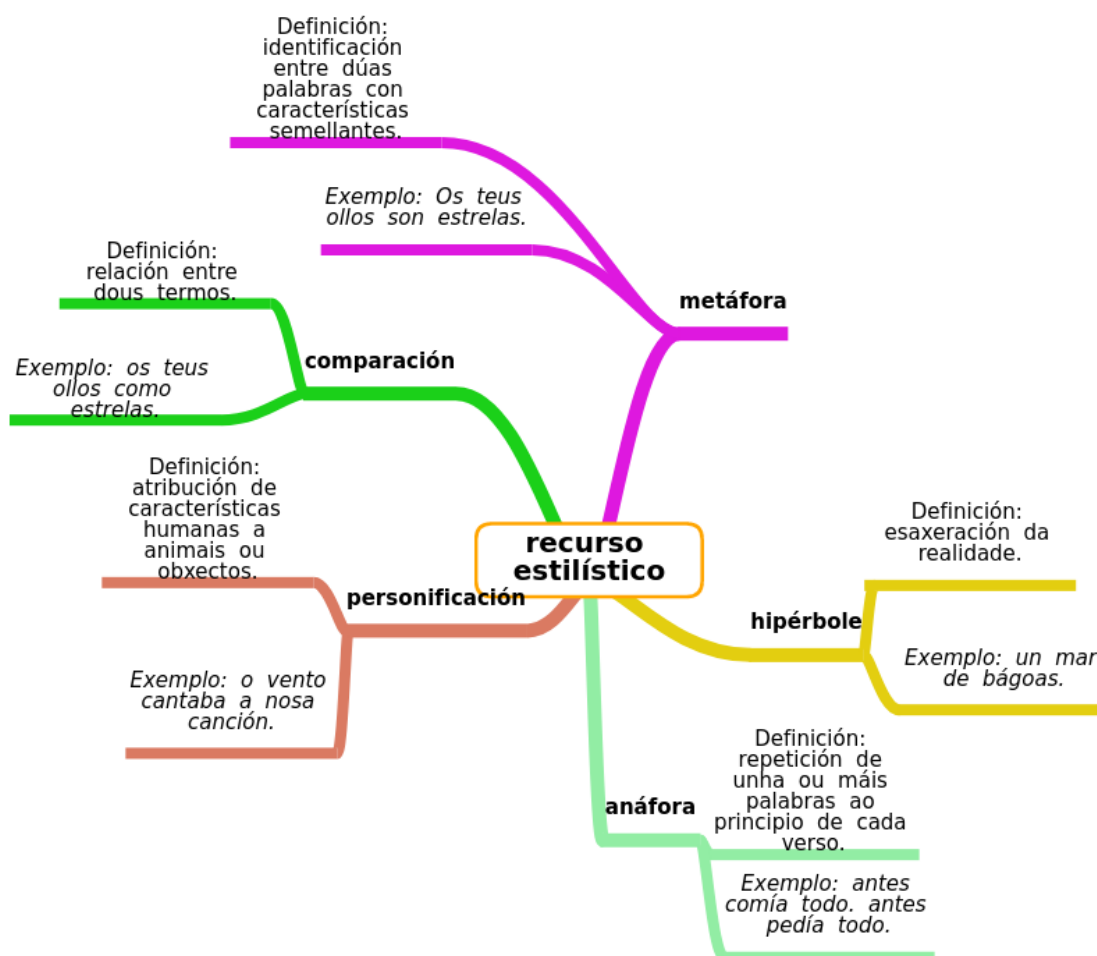 Definición:
identificación
entre dúas
palabras con
características
semellantes.
Exemplo: Os teus
ollos son estrelas.
metáfora
Definición:
relación entre
dous termos.
comparación
Exemplo: os teus
ollos como
estrelas.
Definición:
atribución de
características
humanas a
animais ou
obxectos.
personificación
Exemplo: o vento
cantaba a nosa
canción.
recurso
estilístico
Definición:
esaxeración da
realidade.
hipérbole
Exemplo: un mar
de bágoas.
anáfora
Definición:
repetición de
unha ou máis
palabras ao
principio de cada
verso.
Exemplo: antes
comía todo. antes
pedía todo.